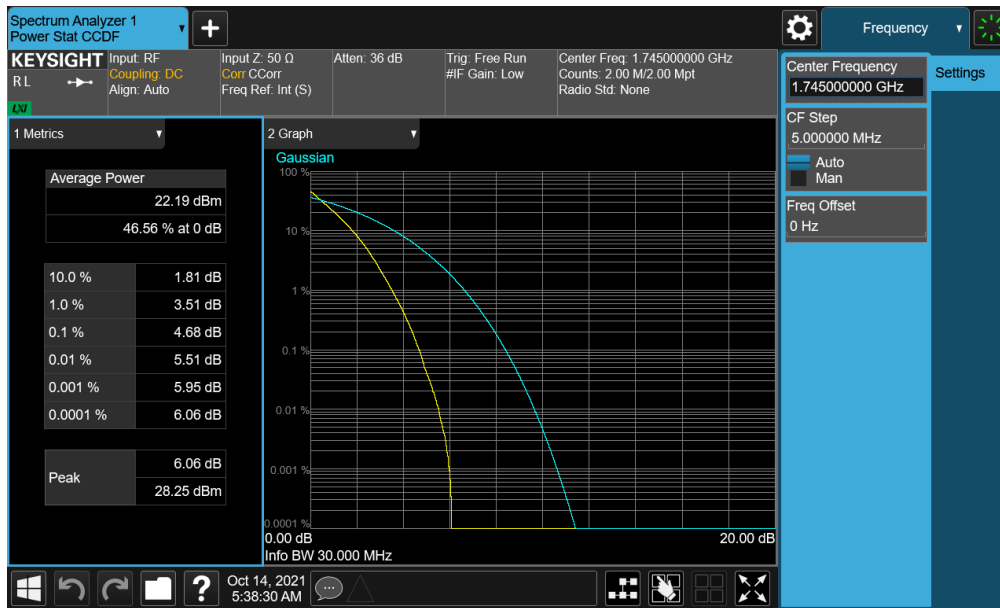 Spectrum Analyzer 1
Power Stat CCDF
Frequency
KEYSIGHT
R L
LXI
Input: RF
Coupling: DC
Align: Auto
Input Z: 50 Ω
Corr CCorr
Freq Ref: Int (S)
Atten: 36 dB
Trig: Free Run
#IF Gain: Low
Center Freq: 1.745000000 GHz
Counts: 2.00 M/2.00 Mpt
Radio Std: None
Center Frequency
1.745000000 GHz
Settings
CF Step
5.000000 MHz
Auto
Man
Freq Offset
0 Hz
1 Metrics
Average Power
22.19 dBm
46.56 % at 0 dB
10.0 % 1.81 dB
1.0 % 3.51 dB
0.1 % 4.68 dB
0.01 % 5.51 dB
0.001 % 5.95 dB
0.0001 % 6.06 dB
Peak
6.06 dB
28.25 dBm
2 Graph
Gaussian
100 %
10 %
1 %
0.1 %
0.01 %
0.001 %
0.0001 %
0.00 dB 20.00 dB
Info BW 30.000 MHz
?
Oct 14, 2021
5:38:30 AM